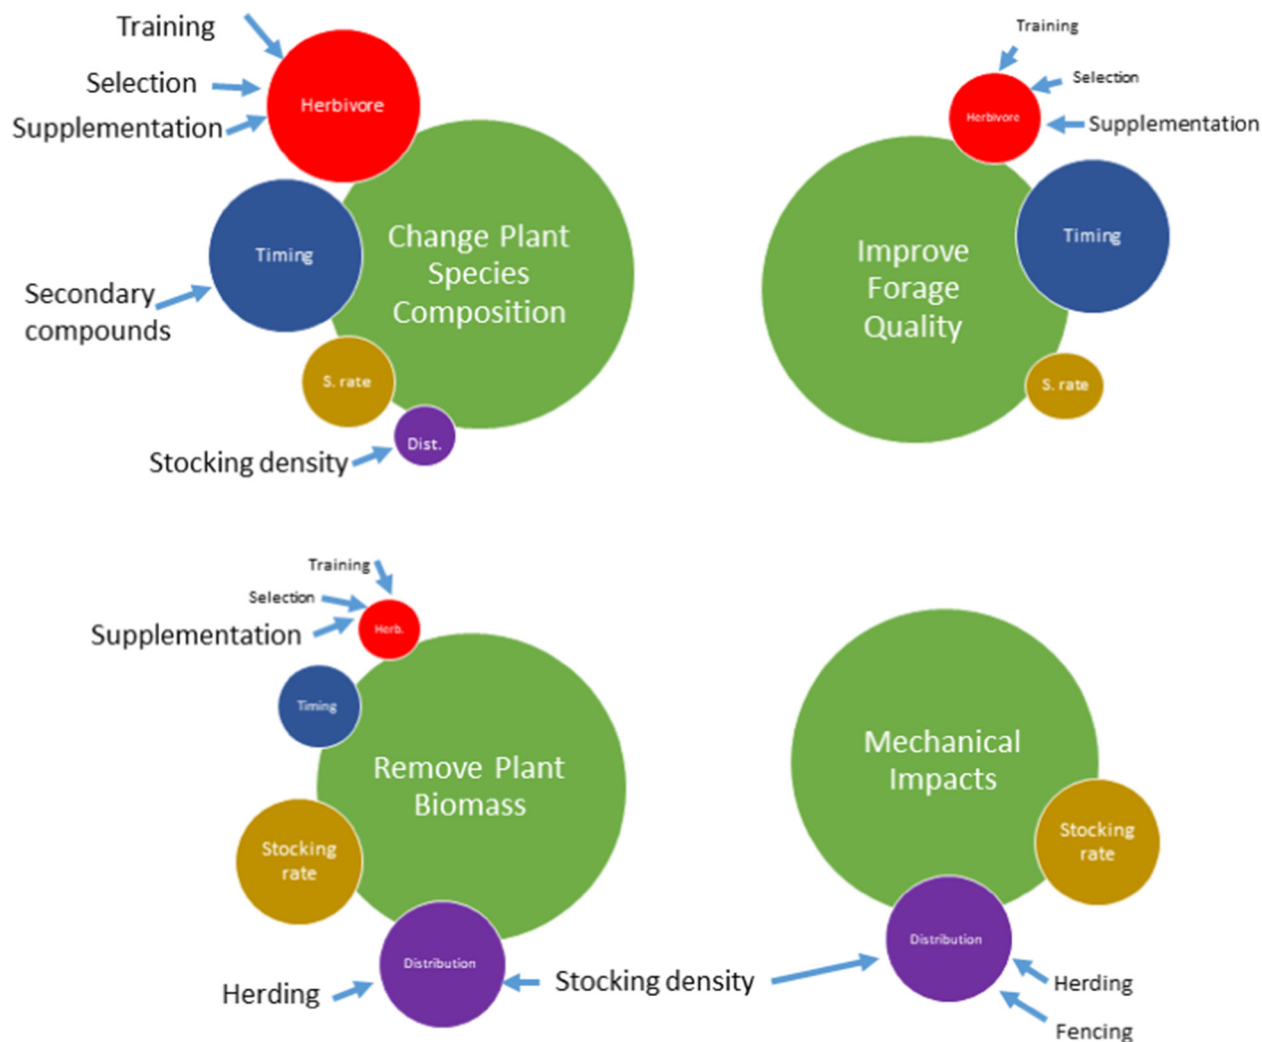 Training
Selection
Supplementation
Herbivore
Timing
Secondary
compounds
S. rate
Dist.
Stocking density
Change Plant
Species
Composition
Training
Selection
Supplementation
Herbivore
Timing
Improve
Forage
Quality
S. rate
Training
Selection
Supplementation
Herb.
Timing
Remove Plant
Biomass
Stocking
rate
Distribution
Herding
Stocking density
Mechanical
Impacts
Stocking
rate
Distribution
Herding
Fencing